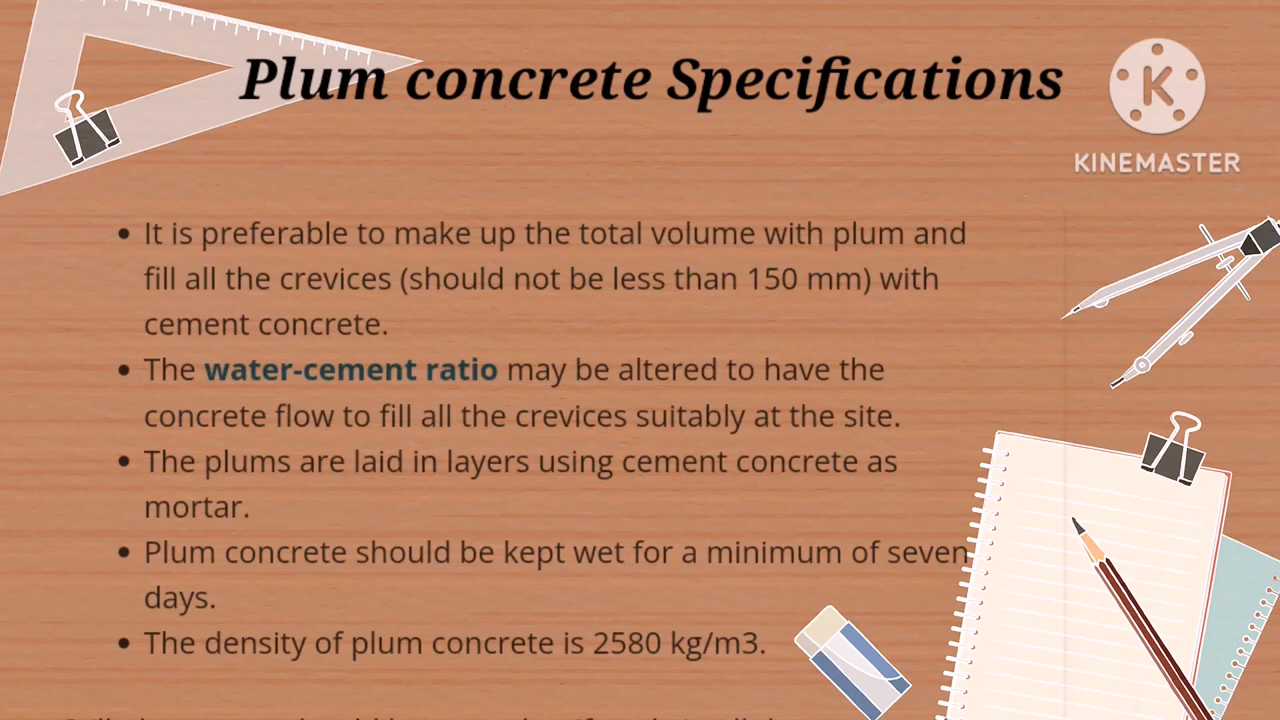 Plum concrete Specifications
K
KINEMASTER
• It is preferable to make up the total volume with plum and
fill all the crevices (should not be less than 150 mm) with
cement concrete.
• The water-cement ratio may be altered to have the
concrete flow to fill all the crevices suitably at the site.
• The plums are laid in layers using cement concrete as
mortar.
• Plum concrete should be kept wet for a minimum of seven
days.
• The density of plum concrete is 2580 kg/m3.